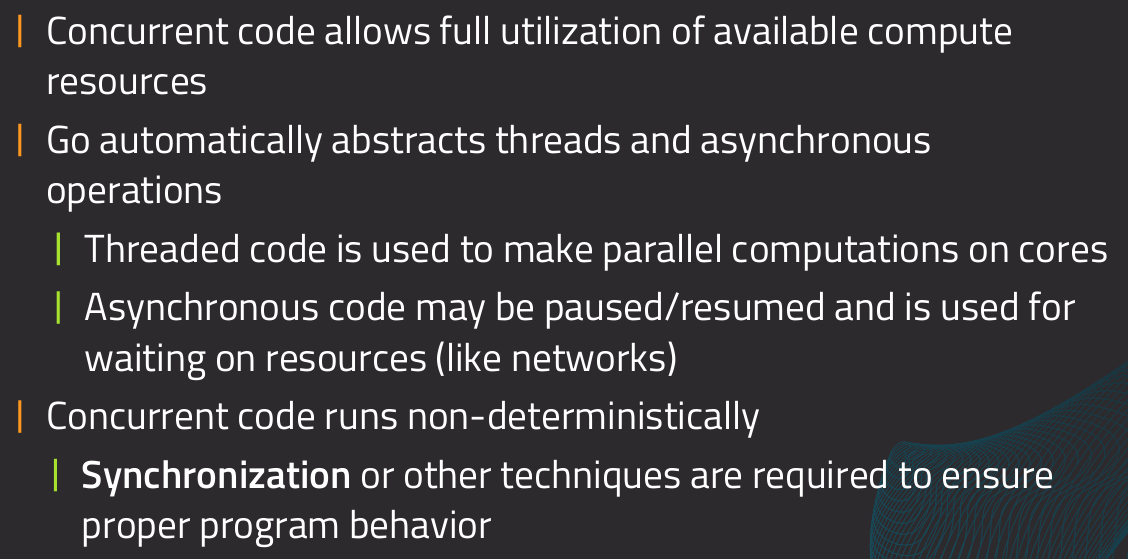 Concurrent code allows full utilization of available compute
resources
Go automatically abstracts threads and asynchronous
operations
Threaded code is used to make parallel computations on cores
Asynchronous code may be paused/resumed and is used for
waiting on resources (like networks)
Concurrent code runs non-deterministically
Synchronization or other techniques are required to ensure
proper program behavior